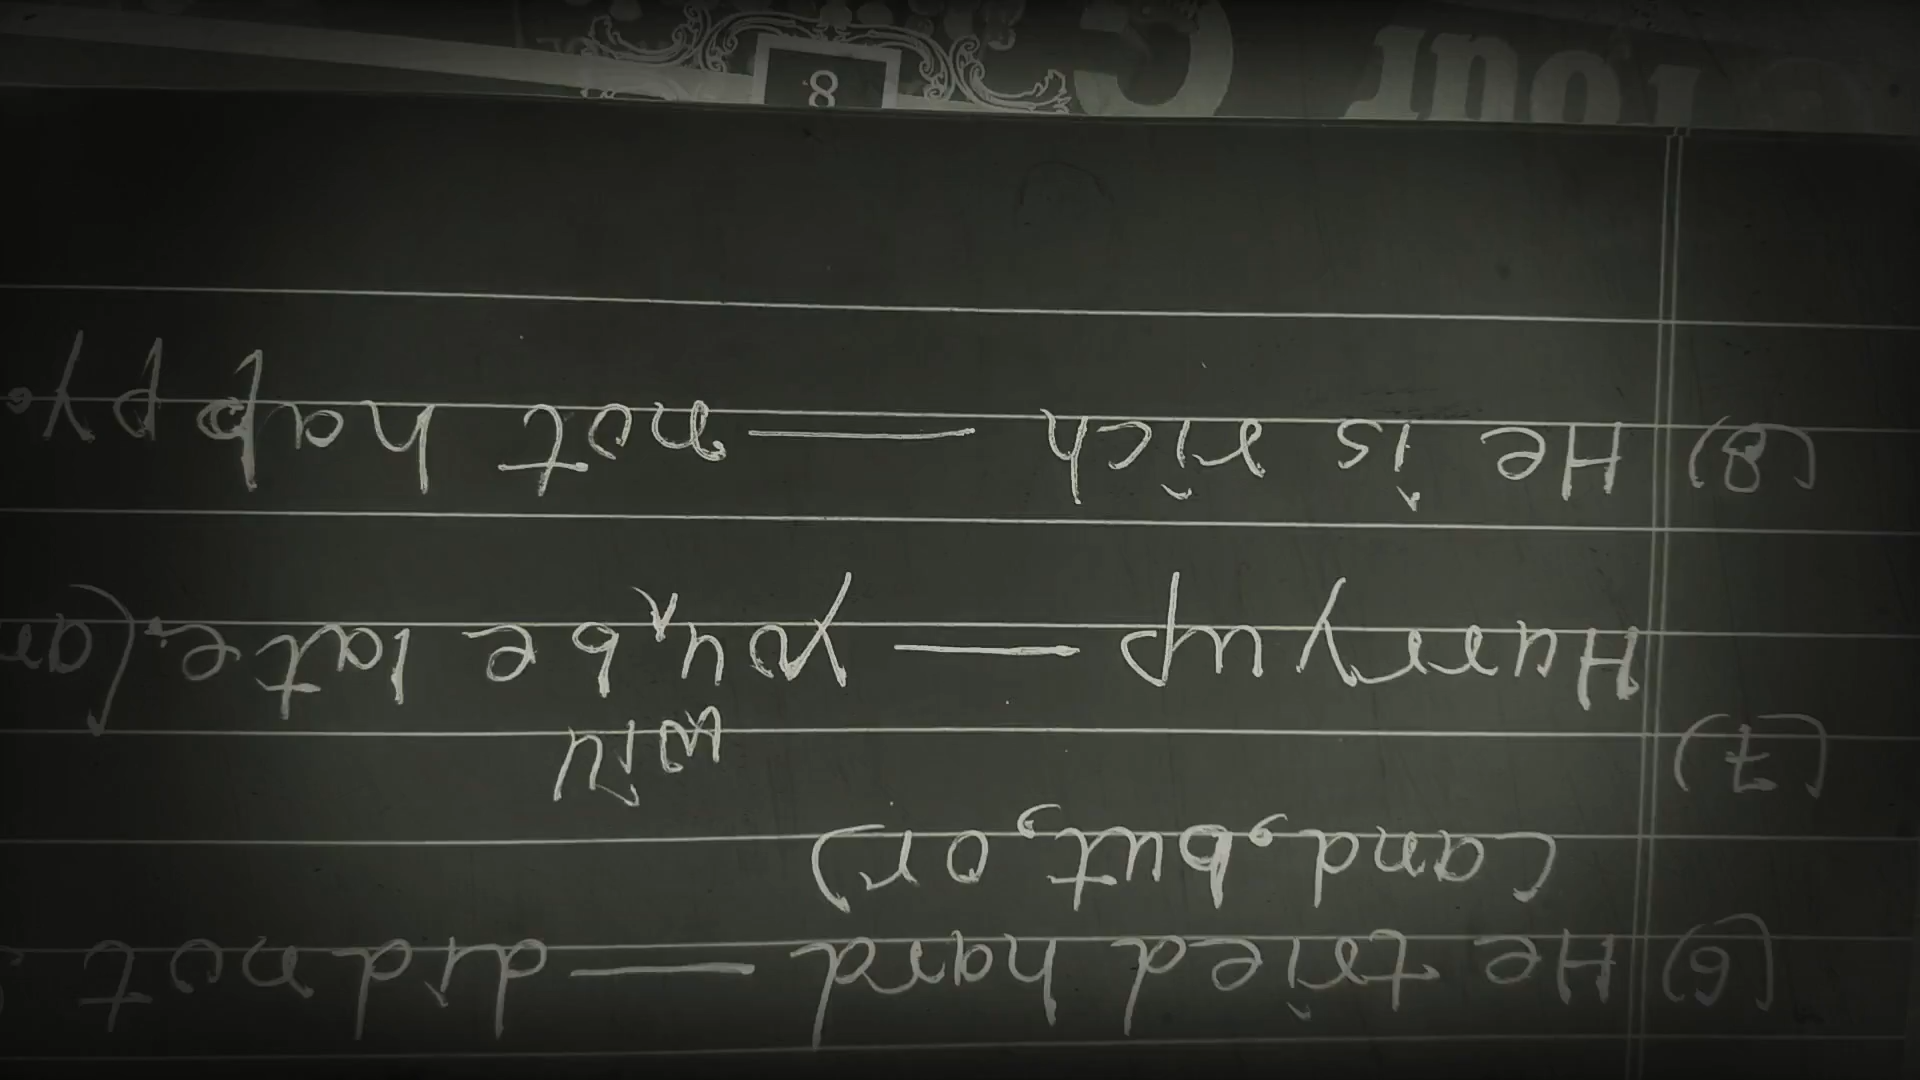 (6) He tried hard — did not
(and, but, or)
(7)
will
Hurry up — you ^ be late.
(8) He is rich — not happy.
8